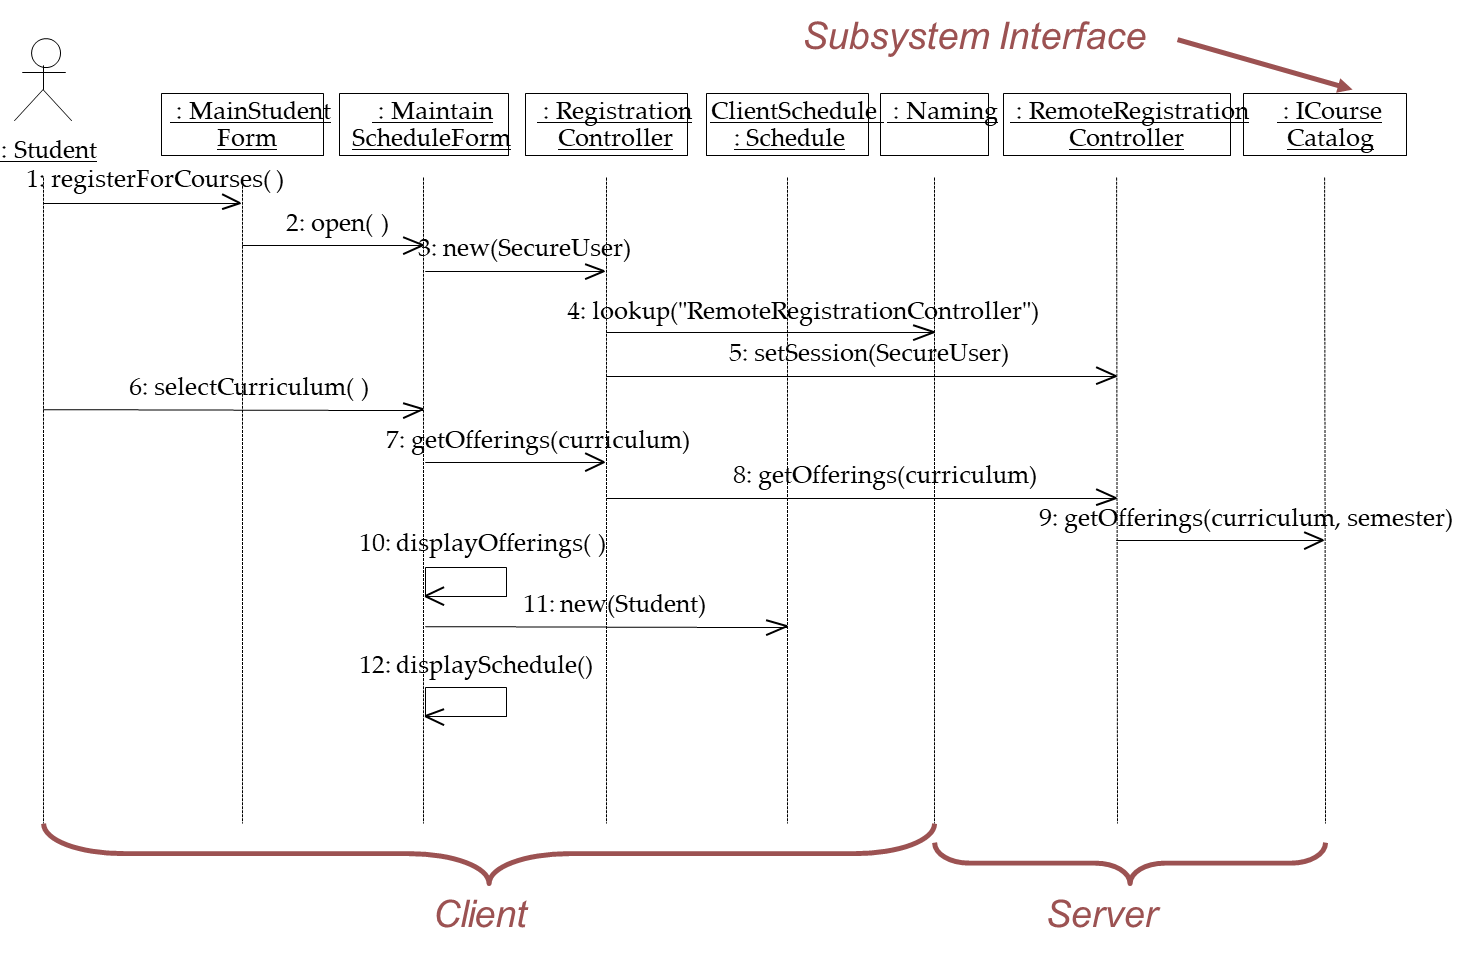 Subsystem Interface
: Student
: MainStudent
Form
: Maintain
ScheduleForm
: Registration
Controller
ClientSchedule
: Schedule
: Naming
: RemoteRegistration
Controller
: ICourse
Catalog
1: registerForCourses( )
2: open( )
3: new(SecureUser)
4: lookup("RemoteRegistrationController")
5: setSession(SecureUser)
6: selectCurriculum( )
7: getOfferings(curriculum)
8: getOfferings(curriculum)
9: getOfferings(curriculum, semester)
10: displayOfferings( )
11: new(Student)
12: displaySchedule()
Client
Server